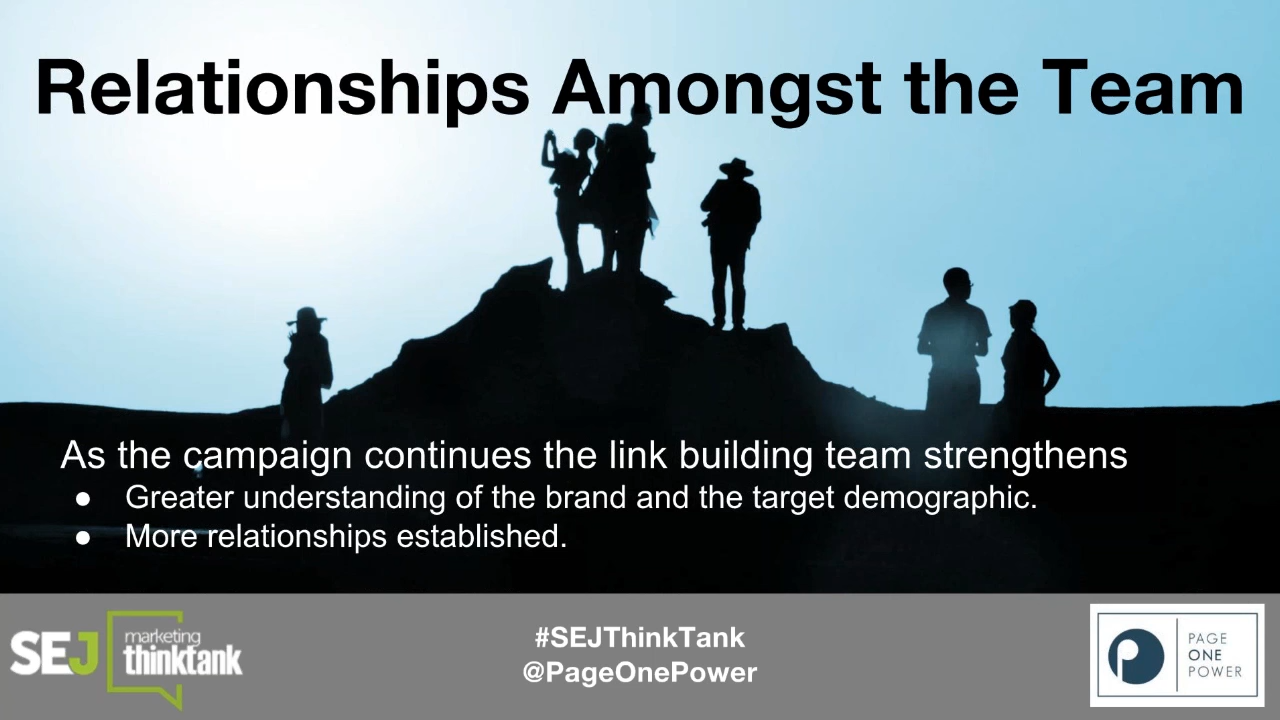 Relationships Amongst the Team
As the campaign continues the link building team strengthens
● Greater understanding of the brand and the target demographic.
● More relationships established.
SEJ marketing
thinktank
#SEJThinkTank
@PageOnePower
PAGE
ONE
POWER